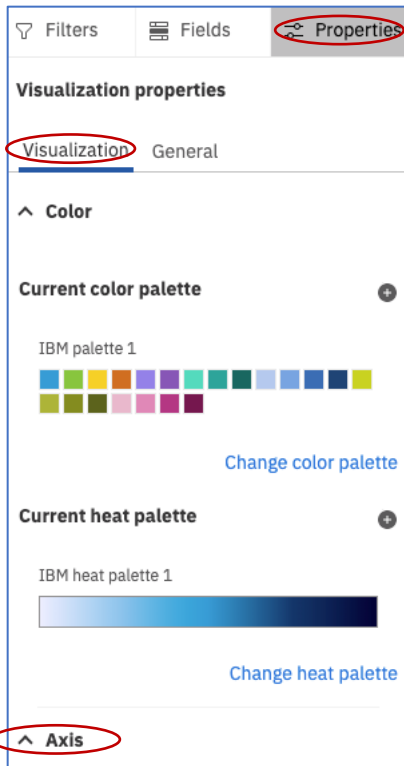 Filters Fields Properties
Visualization properties
Visualization General
Color
Current color palette
IBM palette 1
Change color palette
Current heat palette
IBM heat palette 1
Change heat palette
Axis